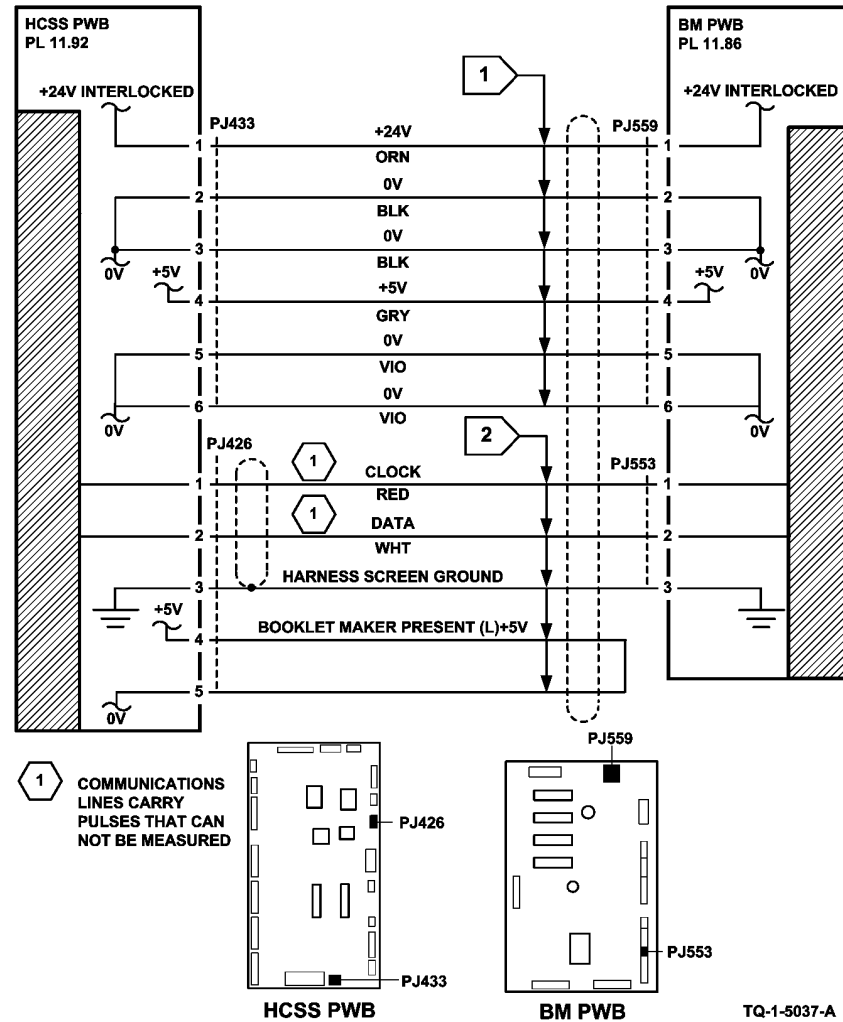 HCSS PWB
PL 11.92
BM PWB
PL 11.86
1
+24V INTERLOCKED
+24V INTERLOCKED
PJ433
PJ559
1
+24V
1
ORN
0V
2
2
BLK
0V
3
3
BLK
0V
+5V
+5V
0V
+5V
4
4
GRY
0V
5
5
VIO
0V
6
6
VIO
0V
0V
PJ426
2
PJ553
1
CLOCK
1
1
RED
1
DATA
2
2
WHT
HARNESS SCREEN GROUND
3
3
+5V
BOOKLET MAKER PRESENT (L)+5V
4
5
0V
1
COMMUNICATIONS
LINES CARRY
PULSES THAT CAN
NOT BE MEASURED
PJ559
PJ426
PJ553
PJ433
HCSS PWB
BM PWB
TQ-1-5037-A